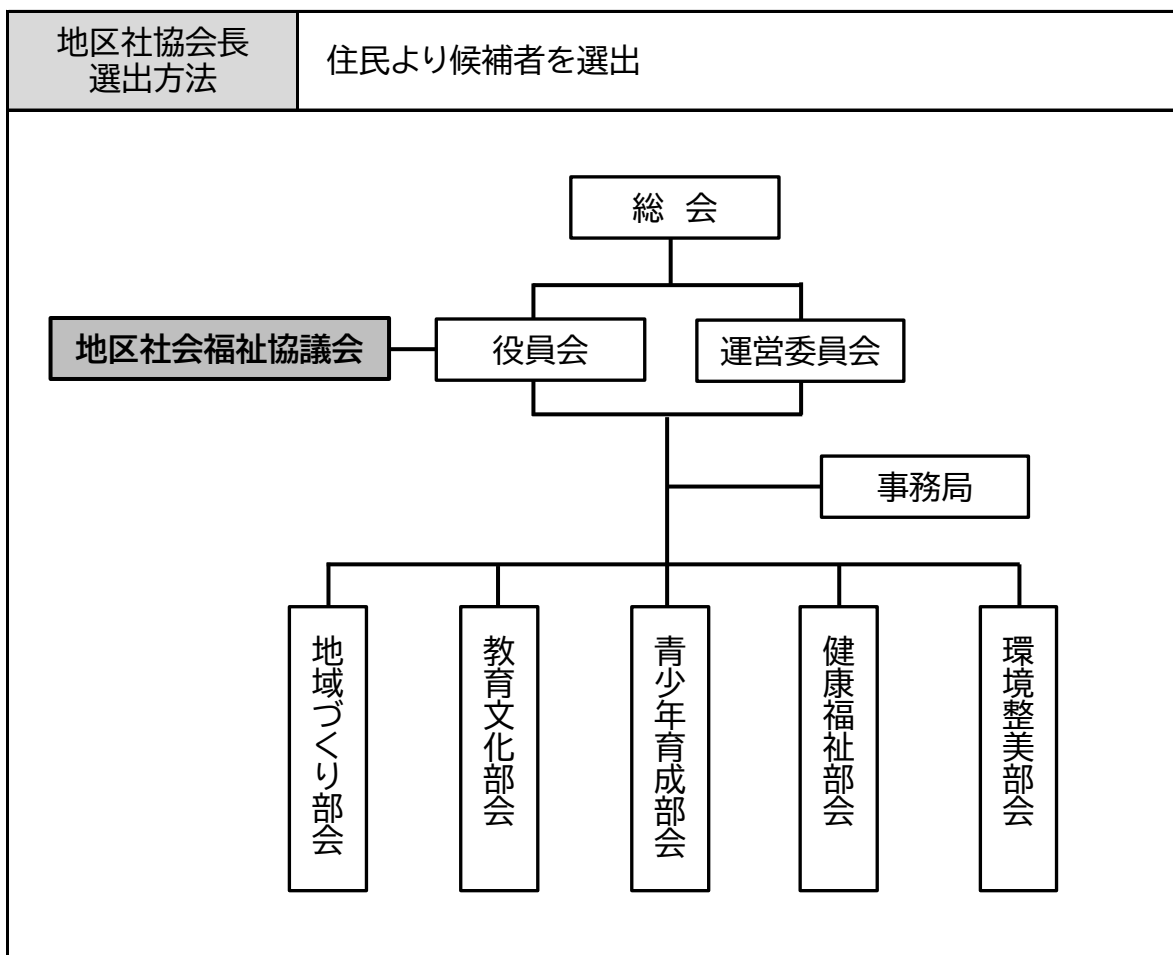 地区社協会長
選出方法
住民より候補者を選出
総 会
地区社会福祉協議会
役員会
運営委員会
事務局
地域づくり部会
教育文化部会
青少年育成部会
健康福祉部会
環境整美部会